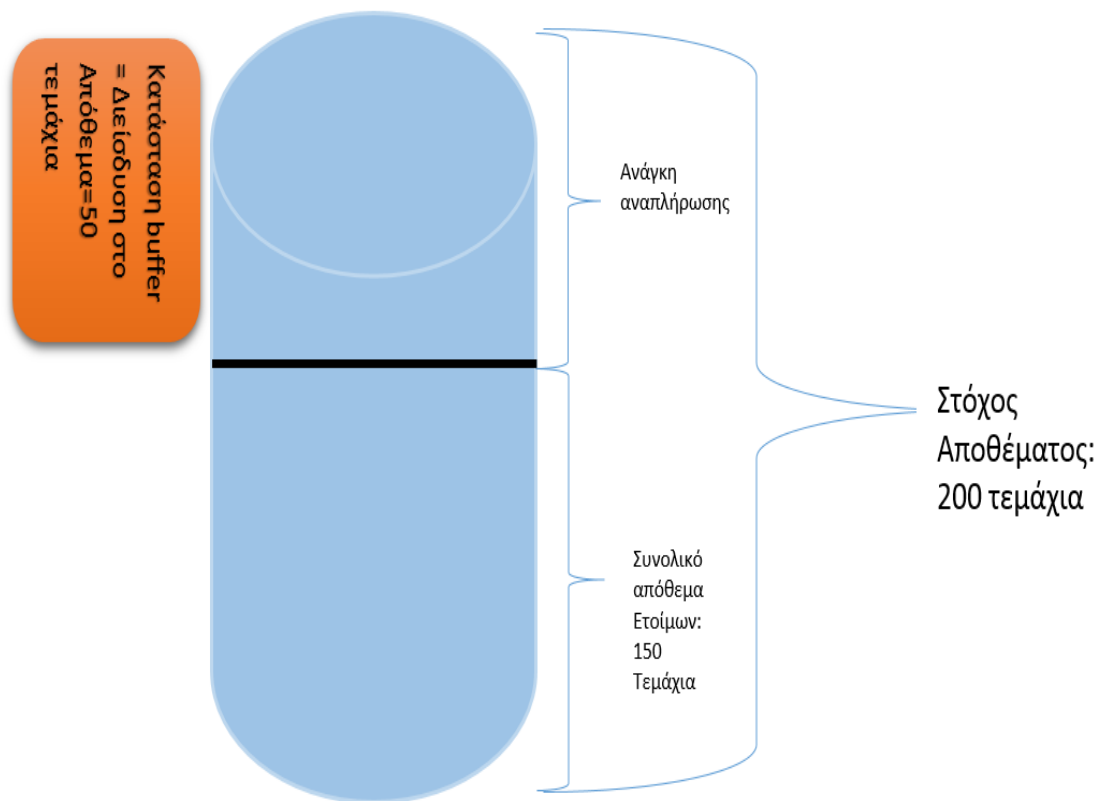 Κατάσταση buffer
= Διείσδυση στο
Απόθεμα=50
τεμάχια
Ανάγκη
αναπλήρωσης
Στόχος
Αποθέματος:
200 τεμάχια
Συνολικό
απόθεμα
Ετοίμων:
150
Τεμάχια